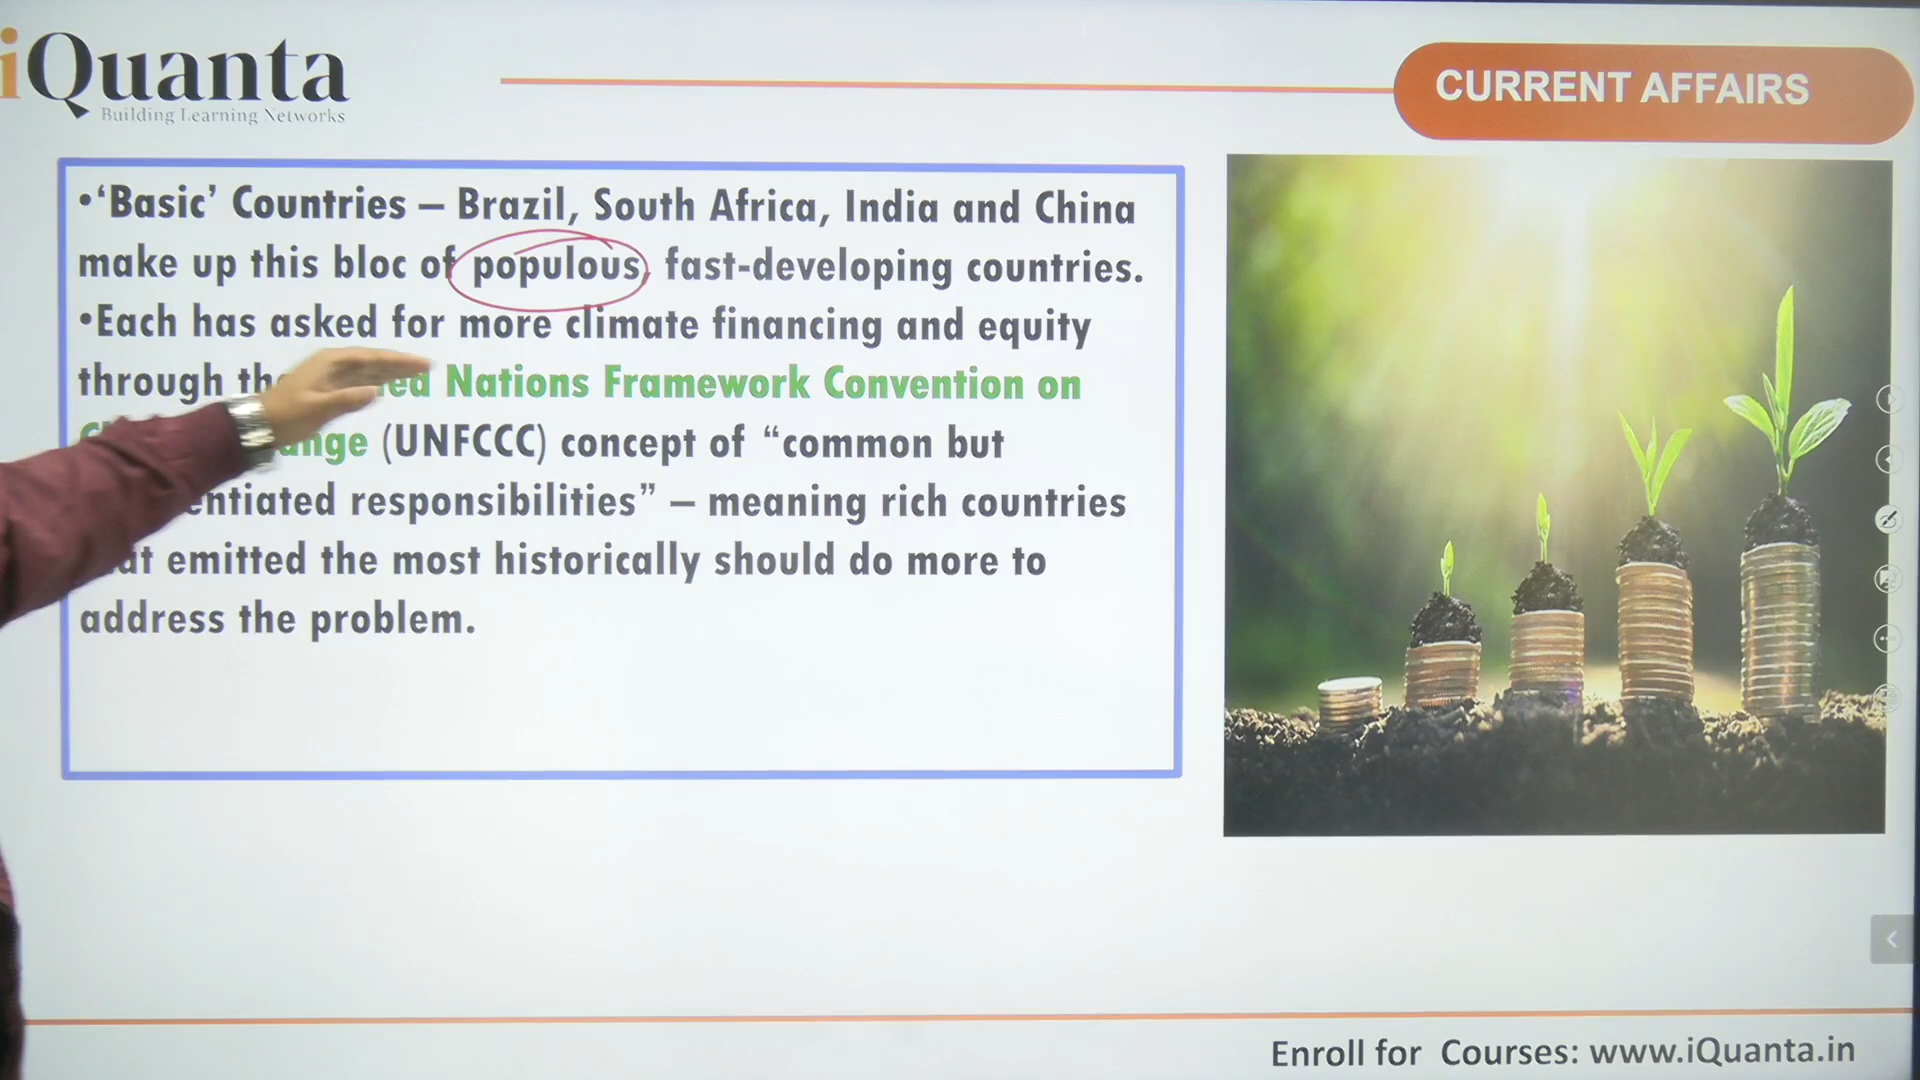 iQuanta
Building Learning Networks
CURRENT AFFAIRS
•‘Basic’ Countries – Brazil, South Africa, India and China
make up this bloc of populous, fast-developing countries.
•Each has asked for more climate financing and equity
through Nations Framework Convention on
(UNFCCC) concept of “common but
responsibilities” – meaning rich countries
emitted the most historically should do more to
address the problem.
Enroll for Courses: www.iQuanta.in